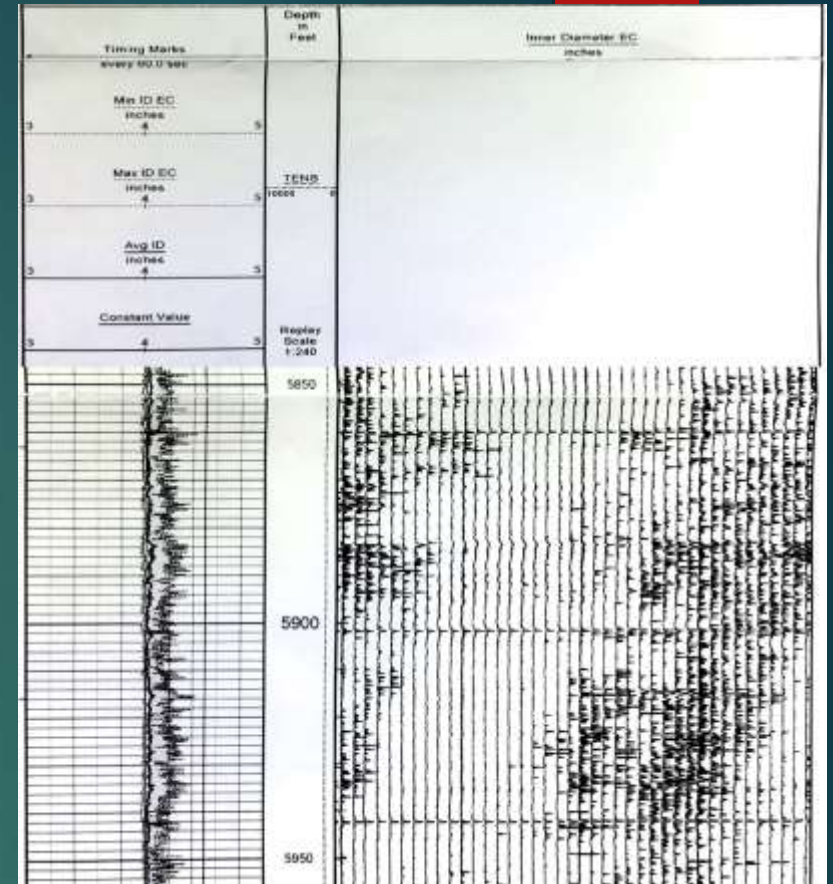 Depth
in
Feet
Timing Marks
every 60.0 sec
Inner Diameter EC
inches
Min ID EC
inches
3 4 5
Max ID EC
inches
3 4 5
TENS
10000 0
Avg ID
inches
3 4 5
Constant Value
3 4 5
Replay
Scale
1:240
5850
5900
5950